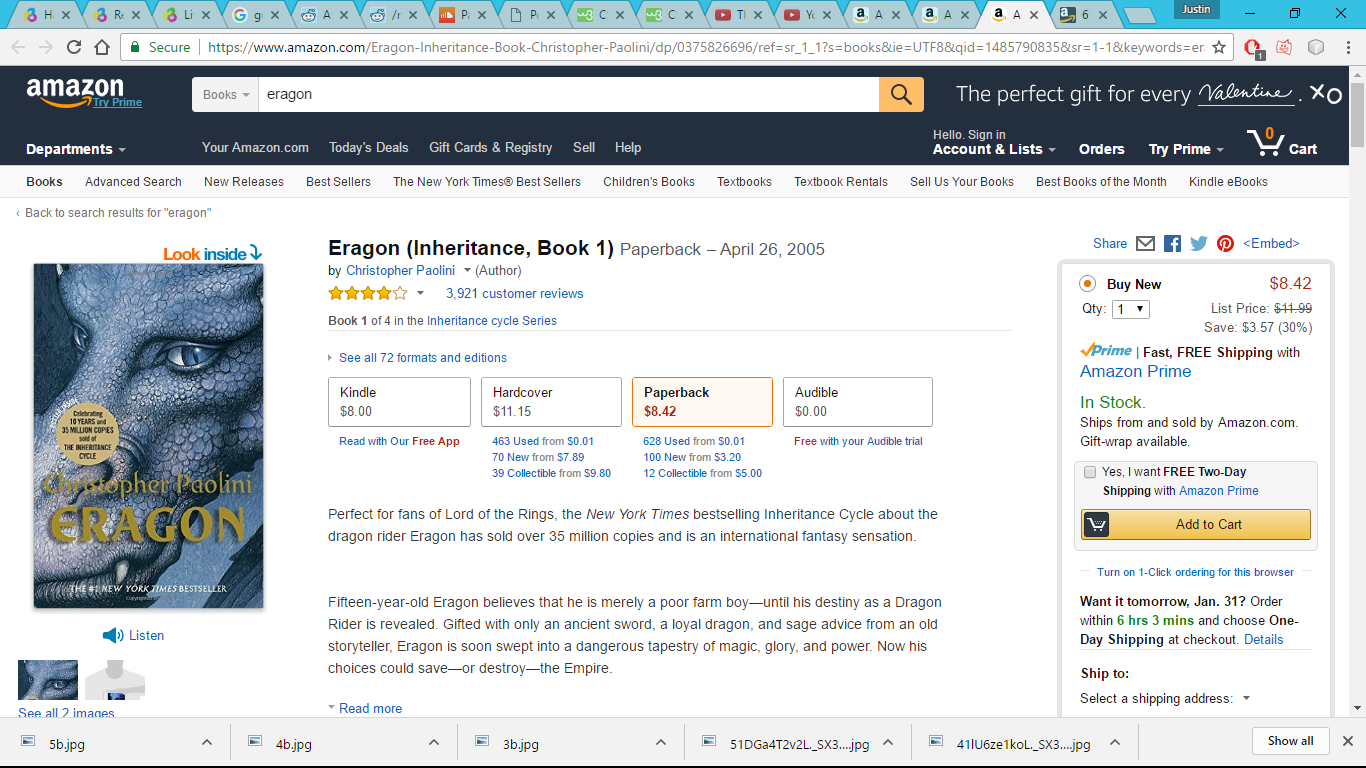 Justin
Secure https://www.amazon.com/Eragon-Inheritance-Book-Christopher-Paolini/dp/0375826696/ref=sr_1_1?s=books&ie=UTF8&qid=1485790835&sr=1-1&keywords=er
amazon
Try Prime
Books
eragon
The perfect gift for every Valentine. XO
Departments
Your Amazon.com Today's Deals Gift Cards & Registry Sell Help
Hello. Sign in
Account & Lists
Orders
Try Prime
0
Cart
Books Advanced Search New Releases Best Sellers The New York Times® Best Sellers Children's Books Textbooks Textbook Rentals Sell Us Your Books Best Books of the Month Kindle eBooks
‹ Back to search results for "eragon"
Look inside
Celebrating
10 YEARS and
35 MILLION COPIES
sold of
THE INHERITANCE
CYCLE
Christopher Paolini
ERAGON
THE #1 NEW YORK TIMES BESTSELLER
Listen
See all 2 images
Eragon (Inheritance, Book 1) Paperback – April 26, 2005
by Christopher Paolini (Author)
3,921 customer reviews
Book 1 of 4 in the Inheritance cycle Series
See all 72 formats and editions
Kindle
$8.00
Read with Our Free App
Hardcover
$11.15
463 Used from $0.01
70 New from $7.89
39 Collectible from $9.80
Paperback
$8.42
628 Used from $0.01
100 New from $3.20
12 Collectible from $5.00
Audible
$0.00
Free with your Audible trial
Perfect for fans of Lord of the Rings, the New York Times bestselling Inheritance Cycle about the
dragon rider Eragon has sold over 35 million copies and is an international fantasy sensation.
Fifteen-year-old Eragon believes that he is merely a poor farm boy—until his destiny as a Dragon
Rider is revealed. Gifted with only an ancient sword, a loyal dragon, and sage advice from an old
storyteller, Eragon is soon swept into a dangerous tapestry of magic, glory, and power. Now his
choices could save—or destroy—the Empire.
Read more
Share <Embed>
Buy New $8.42
Qty: 1 List Price: $11.99
Save: $3.57 (30%)
Prime | Fast, FREE Shipping with
Amazon Prime
In Stock.
Ships from and sold by Amazon.com.
Gift-wrap available.
Yes, I want FREE Two-Day
Shipping with Amazon Prime
Add to Cart
Turn on 1-Click ordering for this browser
Want it tomorrow, Jan. 31? Order
within 6 hrs 3 mins and choose One-
Day Shipping at checkout. Details
Ship to:
Select a shipping address:
5b.jpg 4b.jpg 3b.jpg 51DGa4T2v2L._SX3....jpg 41lU6ze1koL._SX3....jpg Show all